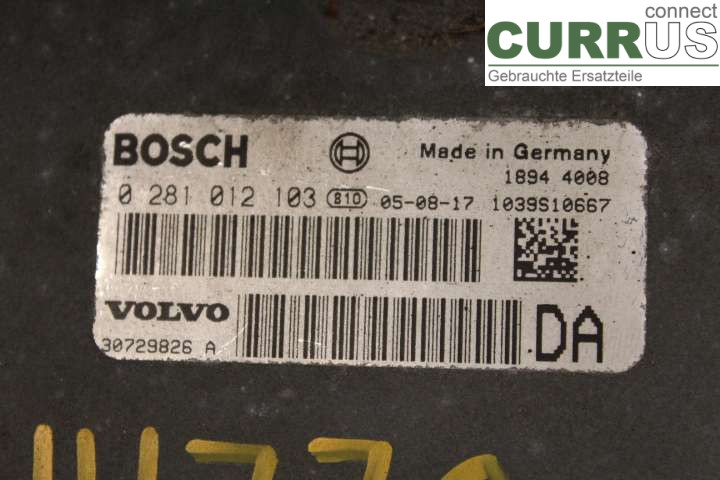 connect
CURRUS
Gebrauchte Ersatzteile
BOSCH Made in Germany
1894 4008
0 281 012 103 810 05-08-17 1039S10667
VOLVO
30729826 A
DA